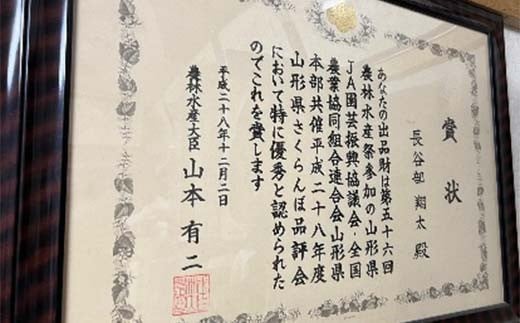 賞状
長谷部 翔太 殿
あなたの出品財は第五十六回
農林水産祭参加の山形県
JA園芸振興協議会・全国
農業協同組合連合会山形県
本部共催平成二十八年度
山形県さくらんぼ品評会
において特に優秀と認められた
のでこれを賞します
平成二十八年十二月二日
農林水産大臣 山本有二